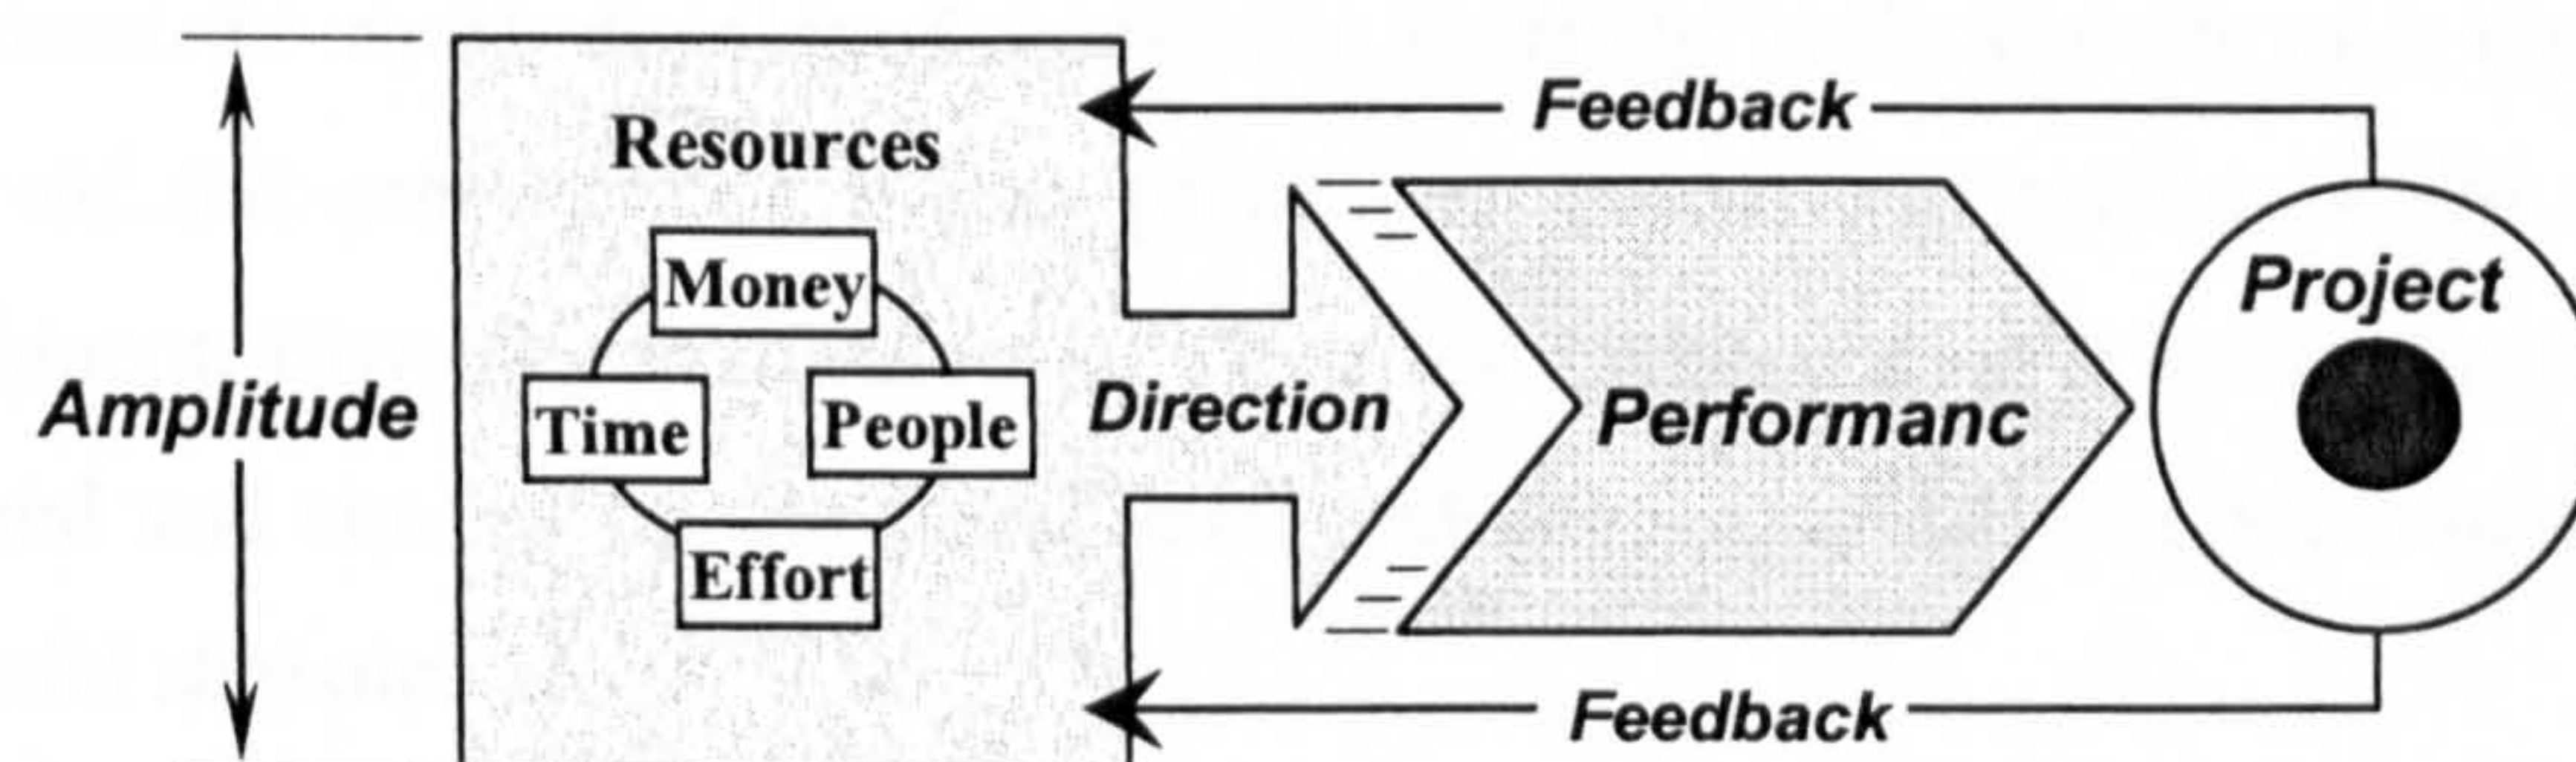 Feedback
Resources
Money
Project
Amplitude
Time
People
Direction
Performanc
Effort
Feedback